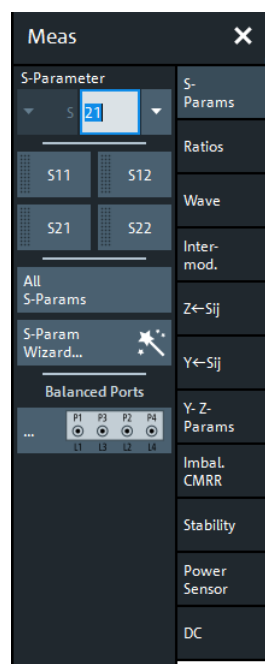 Meas
S-Parameter
S 21
S11 S12
S21 S22
All
S-Params
S-Param
Wizard...
Balanced Ports
P1 P3 P2 P4
...
L1 L3 L2 L4
S-
Params
Ratios
Wave
Inter-
mod.
Z←Sij
Y←Sij
Y- Z-
Params
Imbal.
CMRR
Stability
Power
Sensor
DC